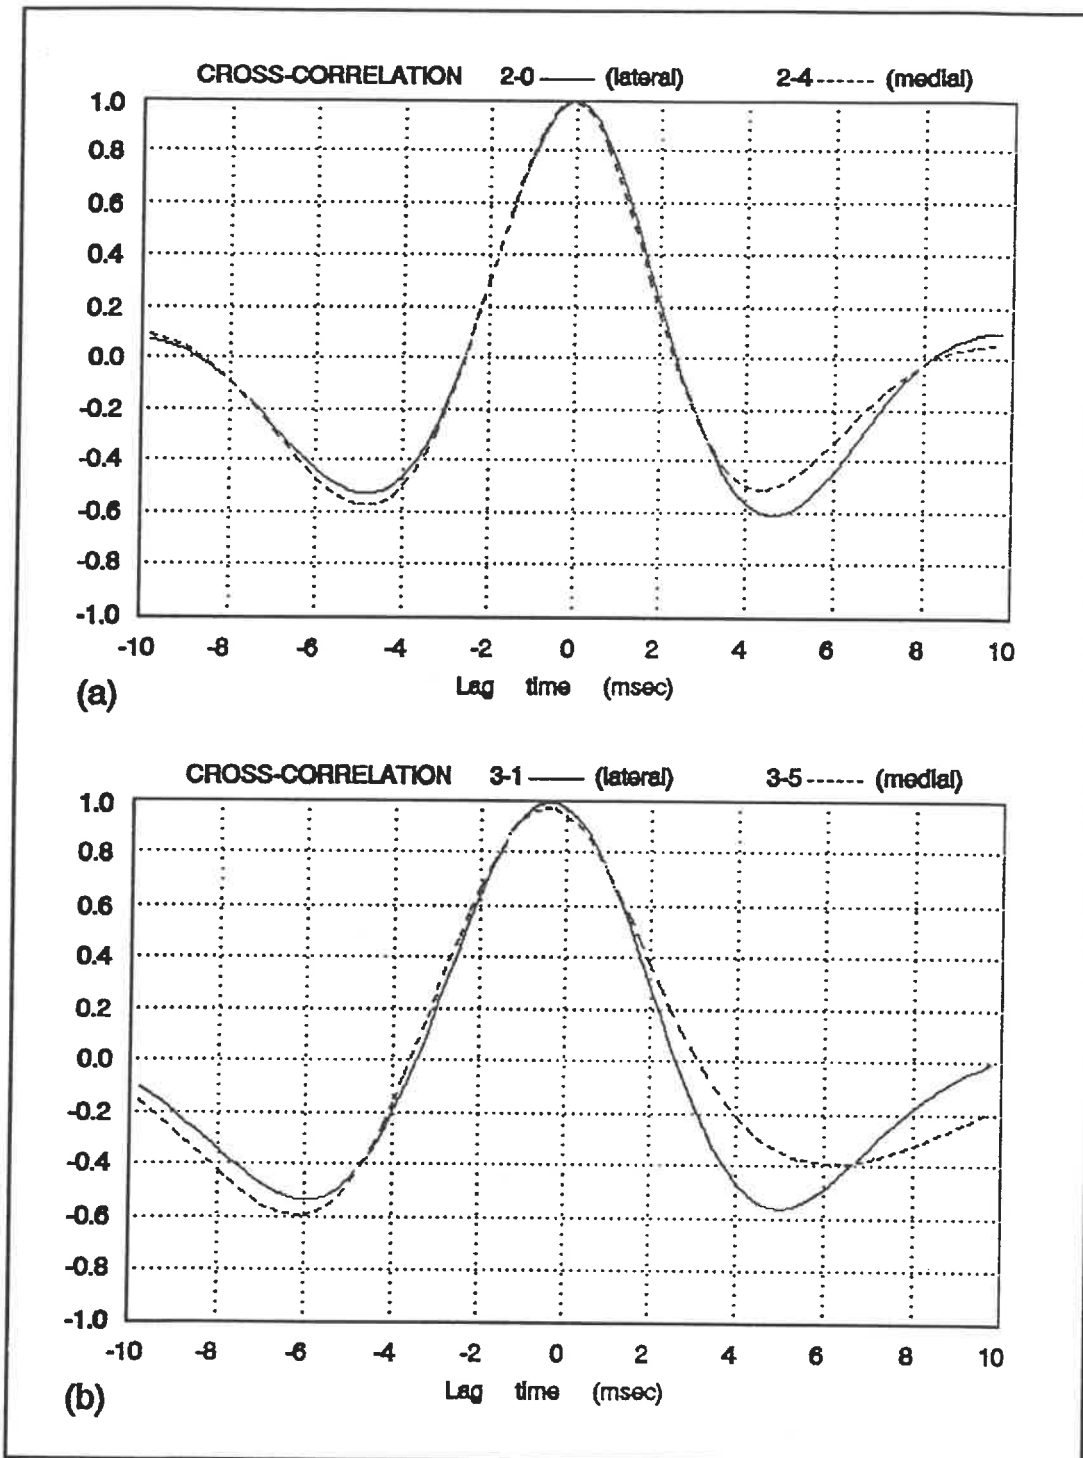 CROSS-CORRELATION 2-0 —— (lateral) 2-4 ------ (medial)
1.0
0.8
0.6
0.4
0.2
0.0
-0.2
-0.4
-0.6
-0.8
-1.0
-10 -8 -6 -4 -2 0 2 4 6 8 10
Lag time (msec)
(a)
CROSS-CORRELATION 3-1 —— (lateral) 3-5 ------ (medial)
1.0
0.8
0.6
0.4
0.2
0.0
-0.2
-0.4
-0.6
-0.8
-1.0
-10 -8 -6 -4 -2 0 2 4 6 8 10
Lag time (msec)
(b)